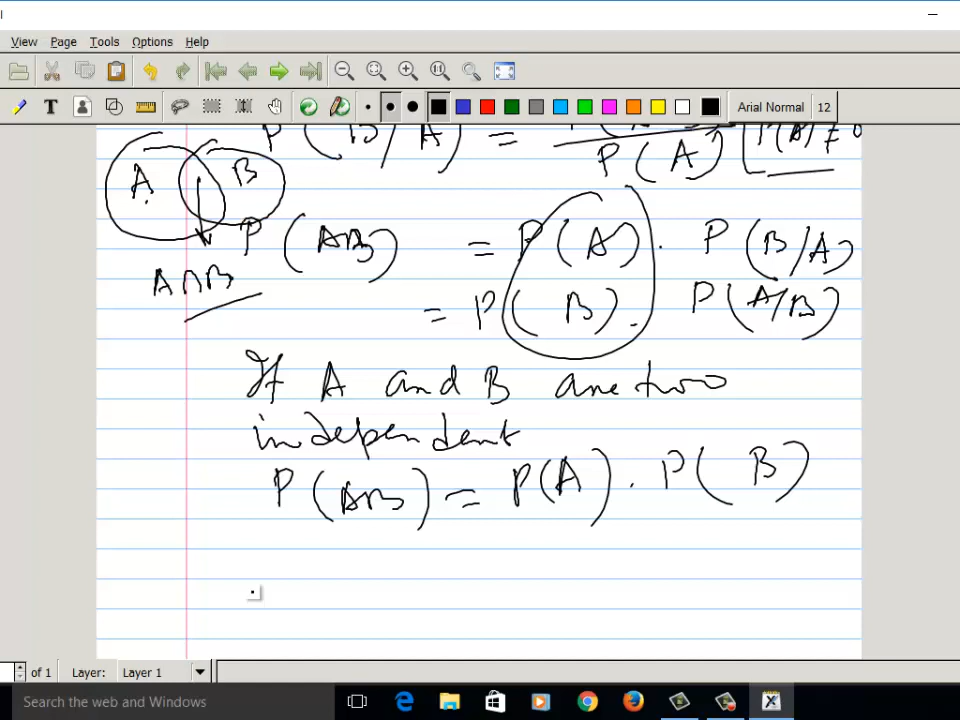 View Page Tools Options Help
T Arial Normal 12
P(B/A) = P(A) P(A) ≠ 0
A B
P(AB) = P(A) . P(B/A)
A∩B
= P(B) . P(A/B)
If A and B are two
independent
P(AB) = P(A) . P(B)
of 1 Layer: Layer 1
Search the web and Windows